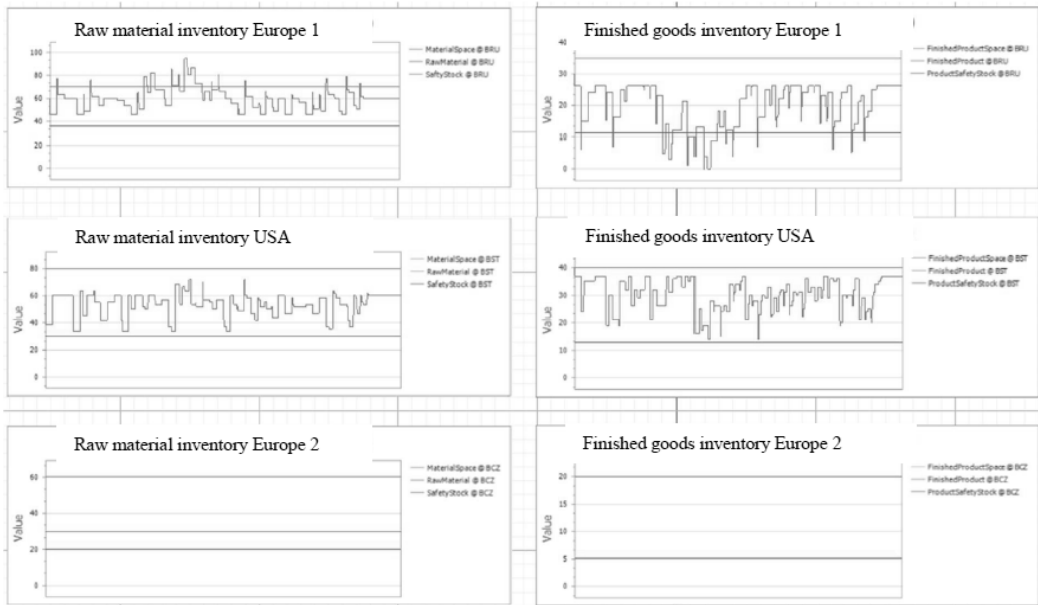 Raw material inventory Europe 1
MaterialSpace @ BRU
RawMaterial @ BRU
SaftyStock @ BRU
Value
100
80
60
40
20
0
Finished goods inventory Europe 1
FinishedProductSpace @ BRU
FinishedProduct @ BRU
ProductSafetyStock @ BRU
Value
40
30
20
10
0
Raw material inventory USA
MaterialSpace @ BST
RawMaterial @ BST
SafetyStock @ BST
Value
80
60
40
20
0
Finished goods inventory USA
FinishedProductSpace @ BST
FinishedProduct @ BST
ProductSafetyStock @ BST
Value
40
30
20
10
0
Raw material inventory Europe 2
MaterialSpace @ BCZ
RawMaterial @ BCZ
SafetyStock @ BCZ
Value
60
40
20
0
Finished goods inventory Europe 2
FinishedProductSpace @ BCZ
FinishedProduct @ BCZ
ProductSafetyStock @ BCZ
Value
20
15
10
5
0